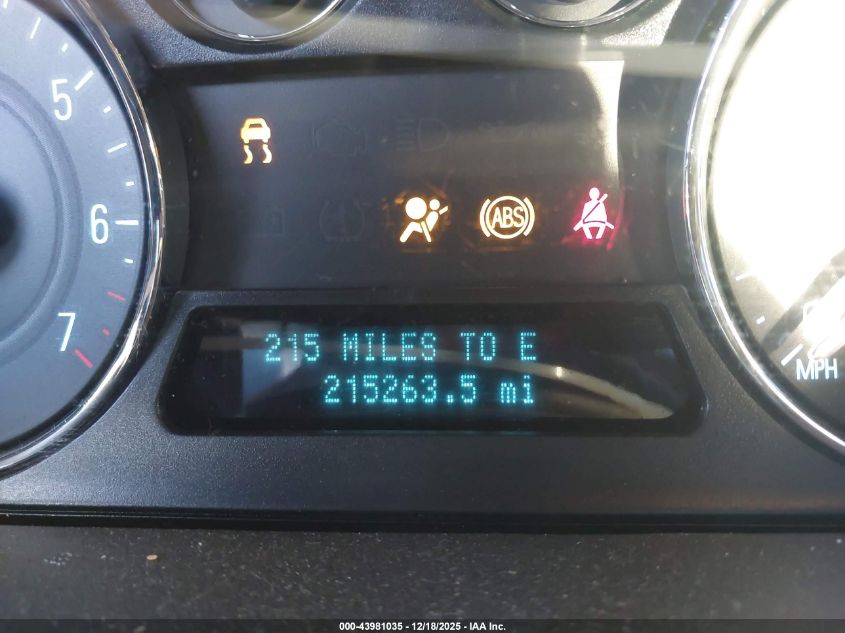 5
6
7
ABS
215 MILES TO E
215263.5 mi
MPH
000-43981035 - 12/18/2025 - IAA Inc.